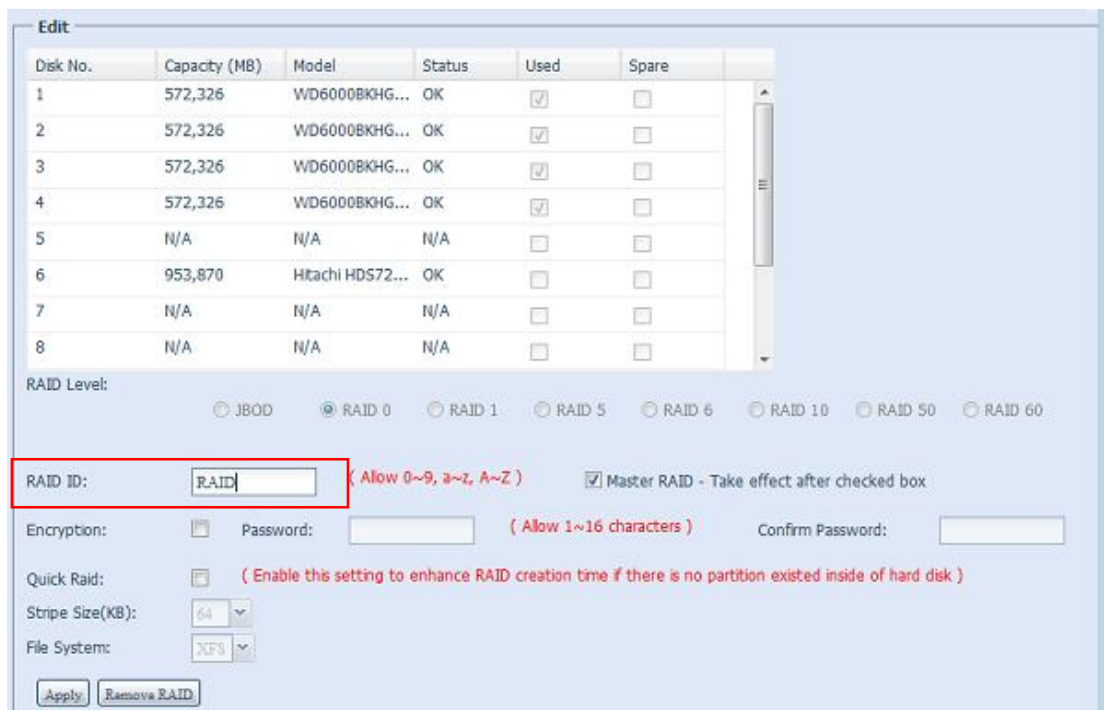 Edit
Disk No. Capacity (MB) Model Status Used Spare
1 572,326 WD6000BKHG... OK
2 572,326 WD6000BKHG... OK
3 572,326 WD6000BKHG... OK
4 572,326 WD6000BKHG... OK
5 N/A N/A N/A
6 953,870 Hitachi HDS72... OK
7 N/A N/A N/A
8 N/A N/A N/A
RAID Level:
JBOD RAID 0 RAID 1 RAID 5 RAID 6 RAID 10 RAID 50 RAID 60
RAID ID: RAID ( Allow 0~9, a~z, A~Z ) Master RAID - Take effect after checked box
Encryption: Password: ( Allow 1~16 characters ) Confirm Password:
Quick Raid: ( Enable this setting to enhance RAID creation time if there is no partition existed inside of hard disk )
Stripe Size(KB): 64
File System: XFS
Apply Remove RAID